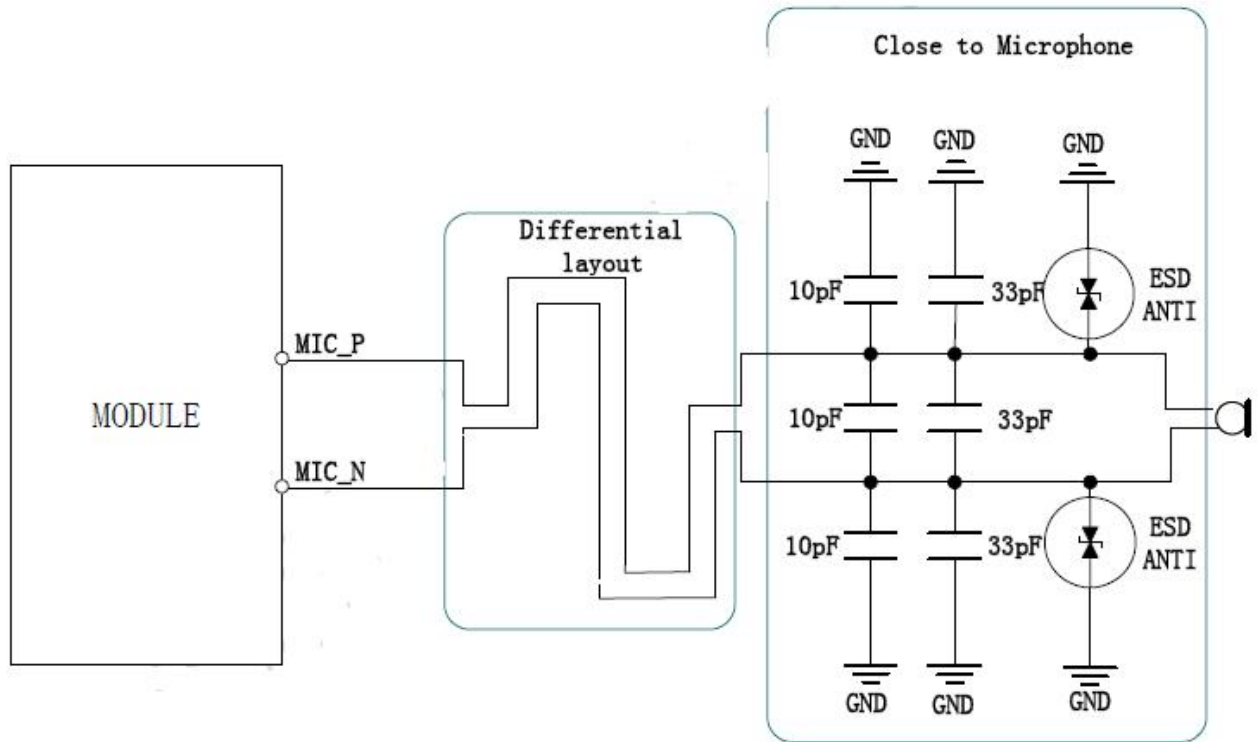 Close to Microphone
GND
GND
GND
Differential
layout
10pF
33pF
ESD
ANTI
MIC_P
MODULE
10pF
33pF
MIC_N
10pF
33pF
ESD
ANTI
GND
GND
GND